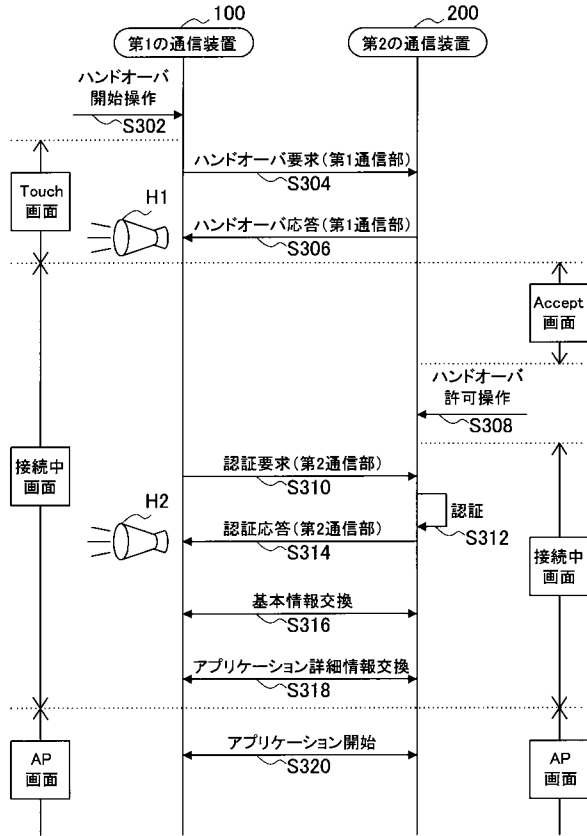 100
200
第1の通信装置
第2の通信装置
ハンドオーバ
開始操作
S302
ハンドオーバ要求(第1通信部)
S304
Touch
画面
H1
ハンドオーバ応答(第1通信部)
S306
Accept
画面
ハンドオーバ
許可操作
S308
接続中
画面
認証要求(第2通信部)
S310
H2
認証
S312
認証応答(第2通信部)
S314
接続中
画面
基本情報交換
S316
アプリケーション詳細情報交換
S318
AP
画面
アプリケーション開始
S320
AP
画面